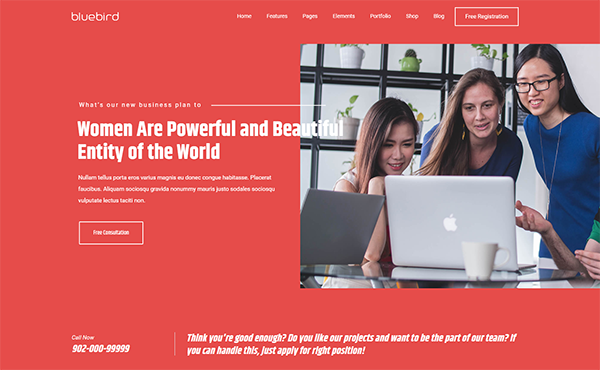 bluebird
Home Features Pages Elements Portfolio Shop Blog Free Registration
What's our new business plan to
Women Are Powerful and Beautiful
Entity of the World
Nullam tellus porta eros varius magnis eu donec congue habitasse. Placerat
faucibus. Aliquam sociosqu gravida nonummy mauris justo sodales sociosqu
vulputate lectus taciti non.
Free Consultation
Call Now
902-000-99999
Think you're good enough? Do you like our projects and want to be the part of our team? If
you can handle this, just apply for right position!